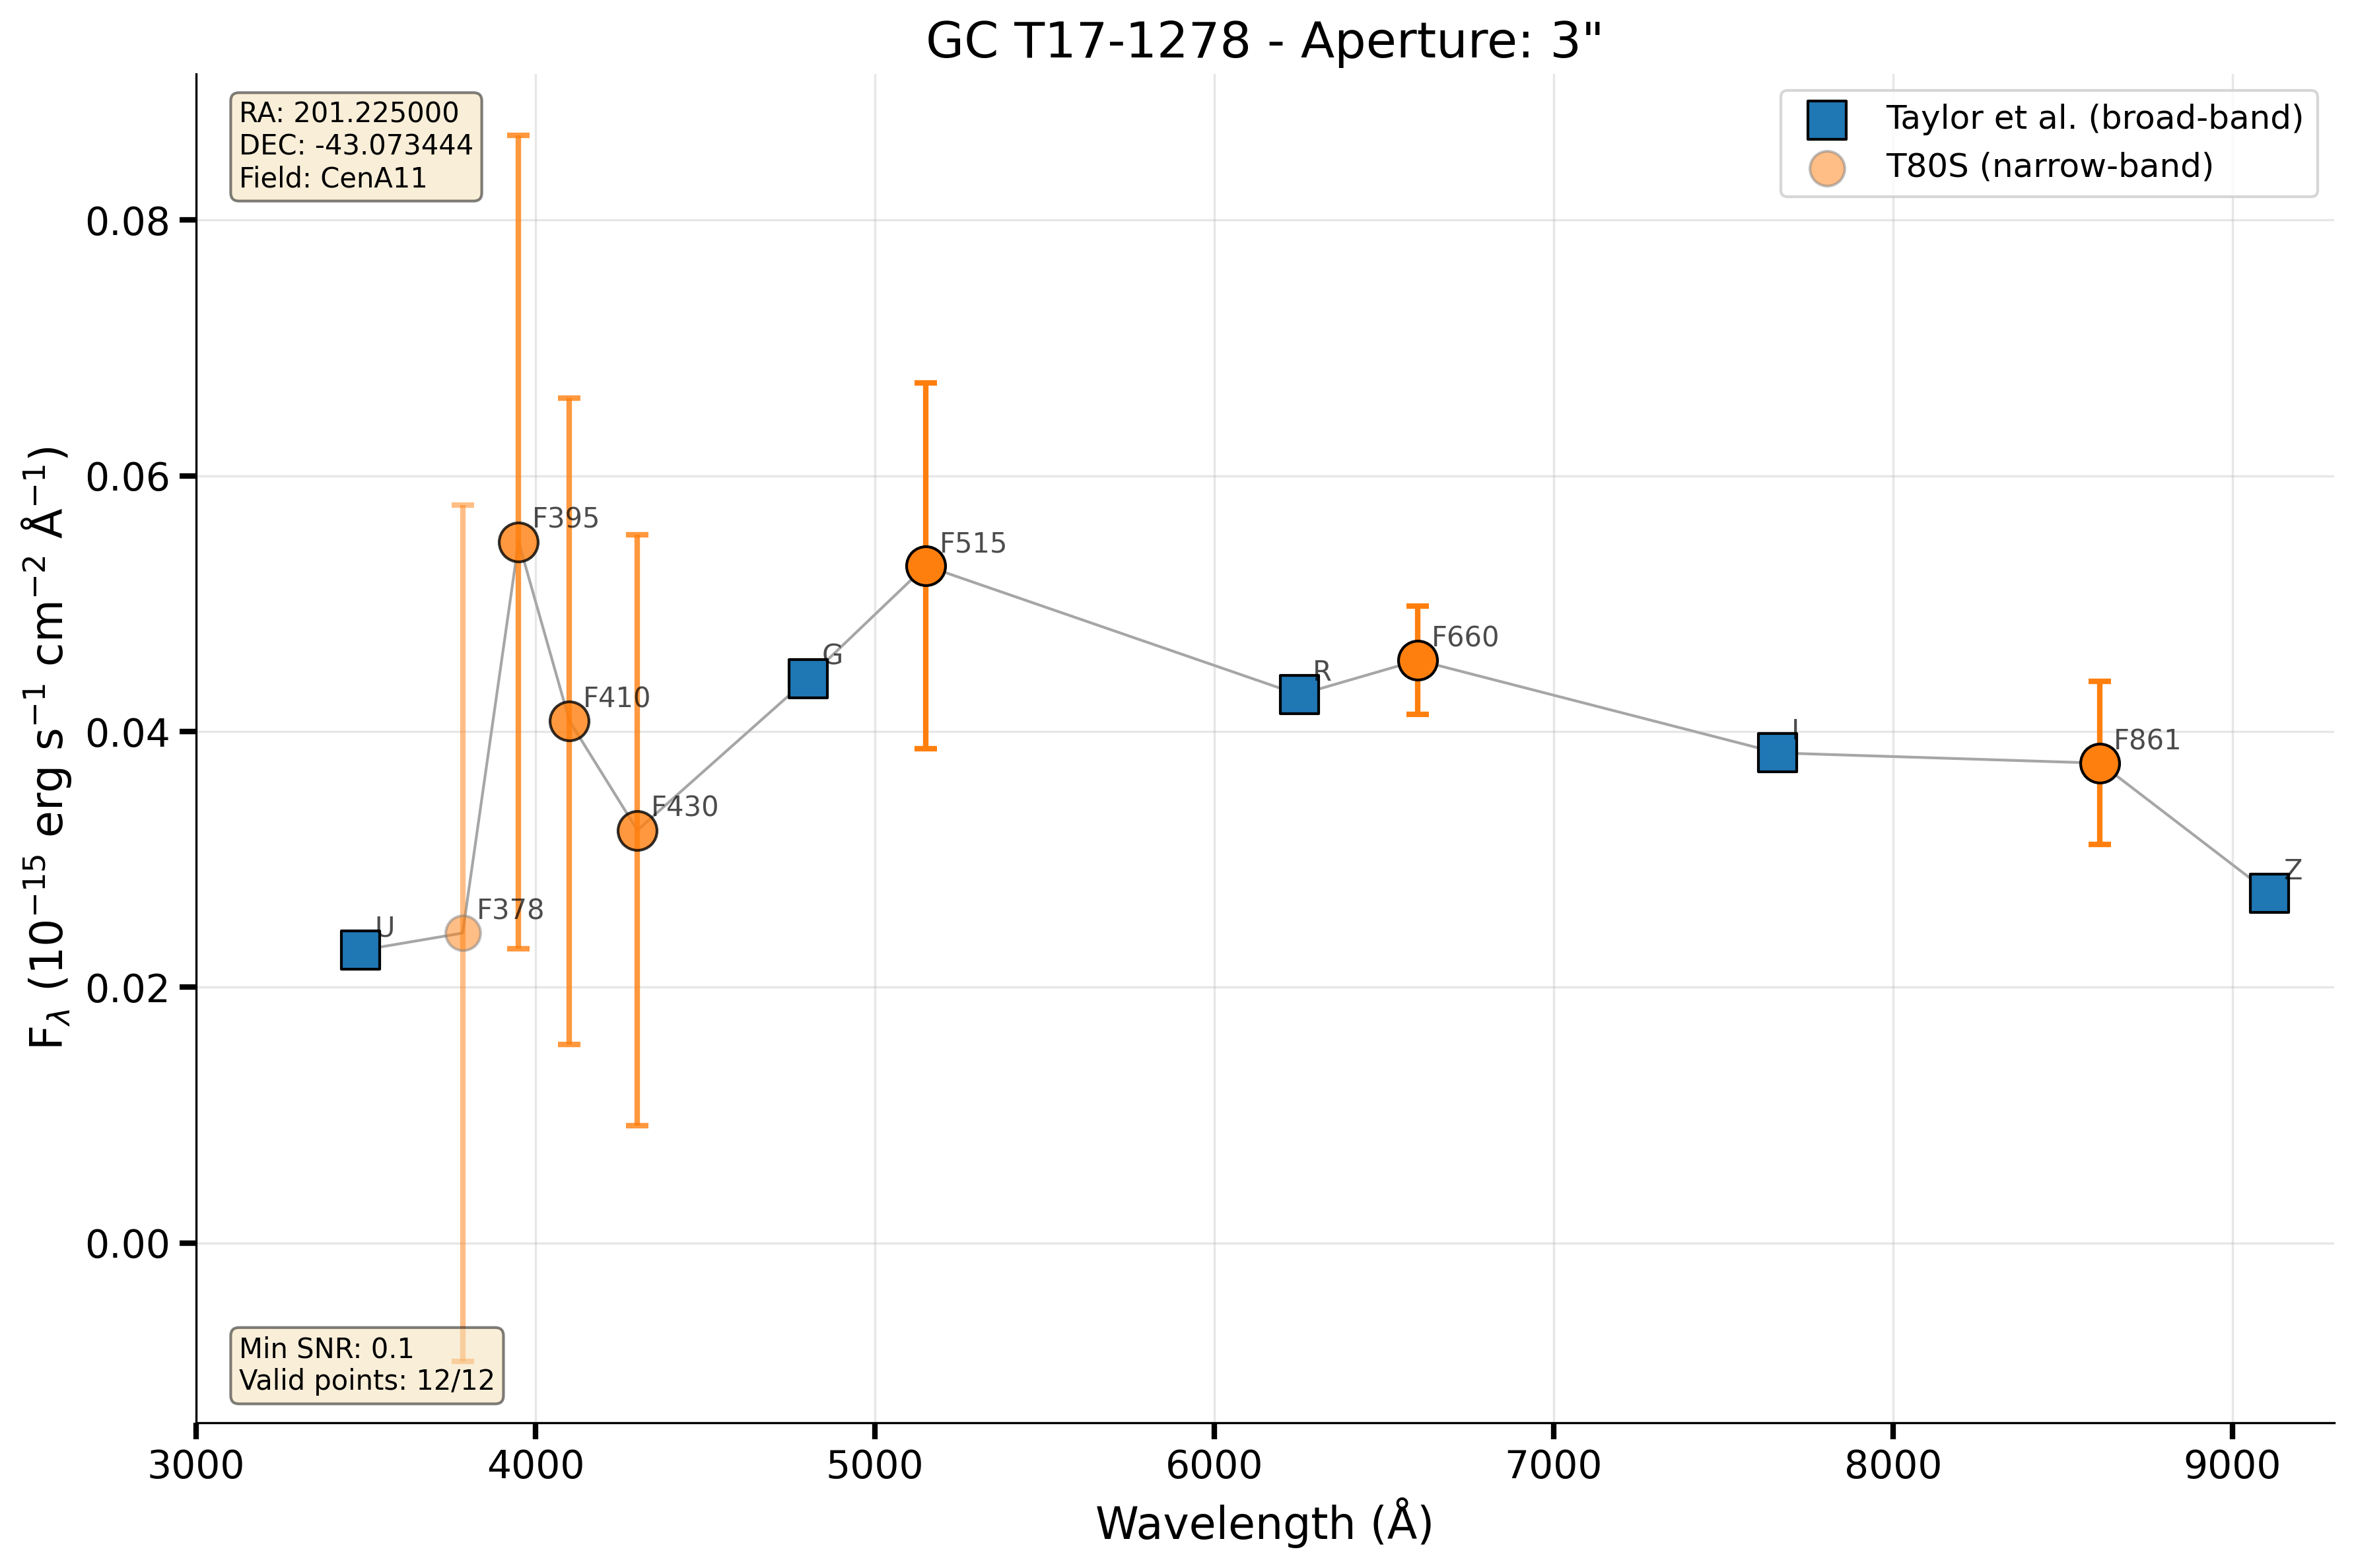 GC T17-1278 - Aperture: 3"
RA: 201.225000
DEC: -43.073444
Field: CenA11
Taylor et al. (broad-band)
T80S (narrow-band)
F_λ (10⁻¹⁵ erg s⁻¹ cm⁻² Å⁻¹)
0.08
0.06
0.04
0.02
0.00
U
F378
F395
F410
F430
G
F515
R
F660
I
F861
Z
Min SNR: 0.1
Valid points: 12/12
3000 4000 5000 6000 7000 8000 9000
Wavelength (Å)